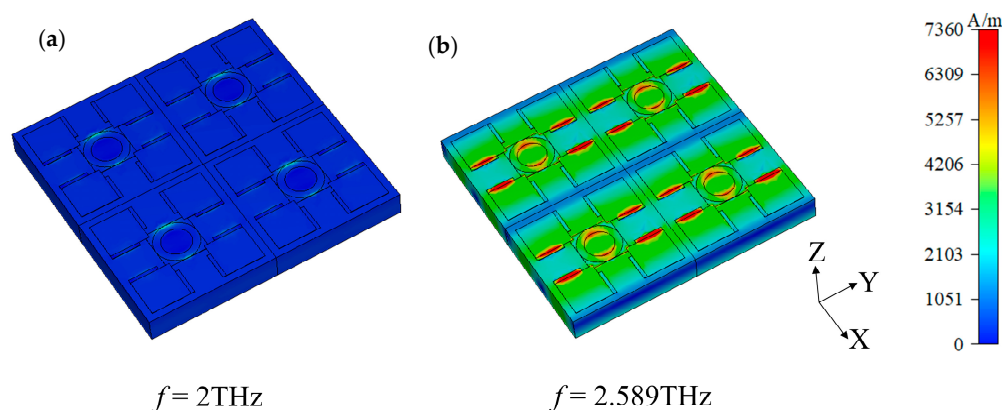 (a)
(b)
A/m
7360
6309
5257
4206
3154
2103
1051
0
Z
Y
X
f = 2THz
f = 2.589THz